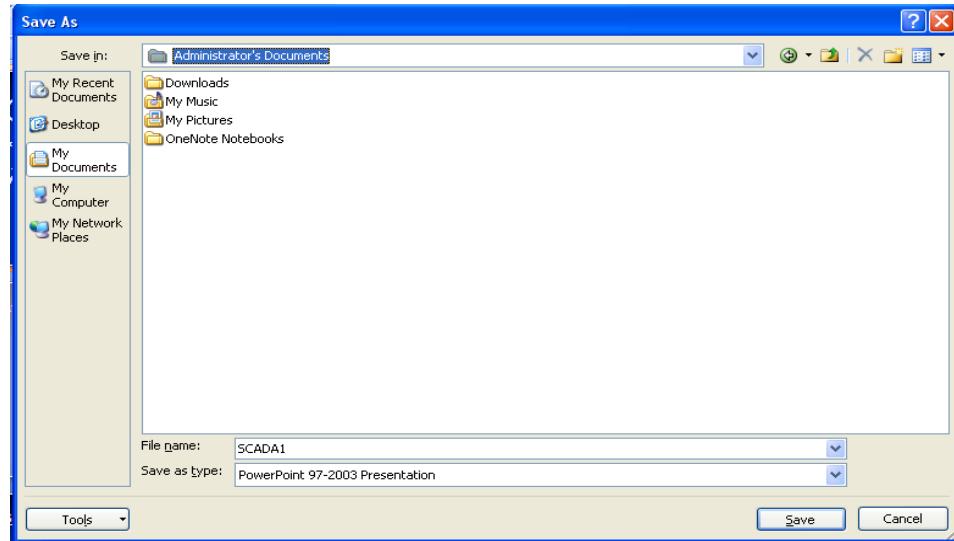 Save As
Save in:
Administrator's Documents
My Recent
Documents
Desktop
My
Documents
My
Computer
My Network
Places
Downloads
My Music
My Pictures
OneNote Notebooks
File name:
SCADA1
Save as type:
PowerPoint 97-2003 Presentation
Tools
Save
Cancel